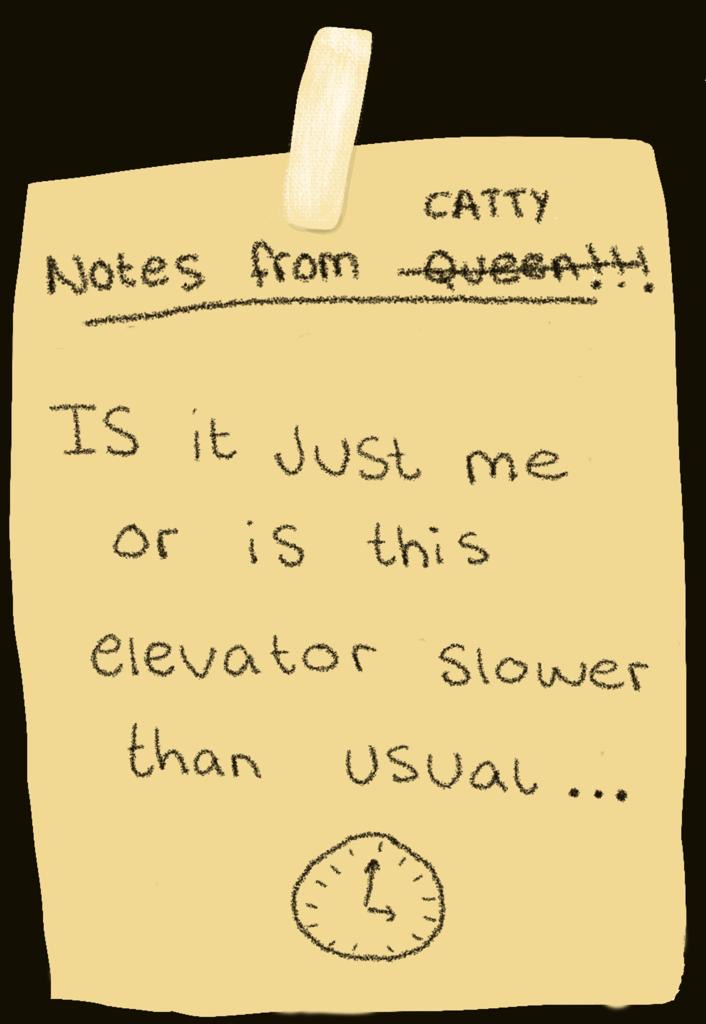 CATTY
Notes from Queen!!!
IS it JUSt me
or is this
elevator slower
than usual...